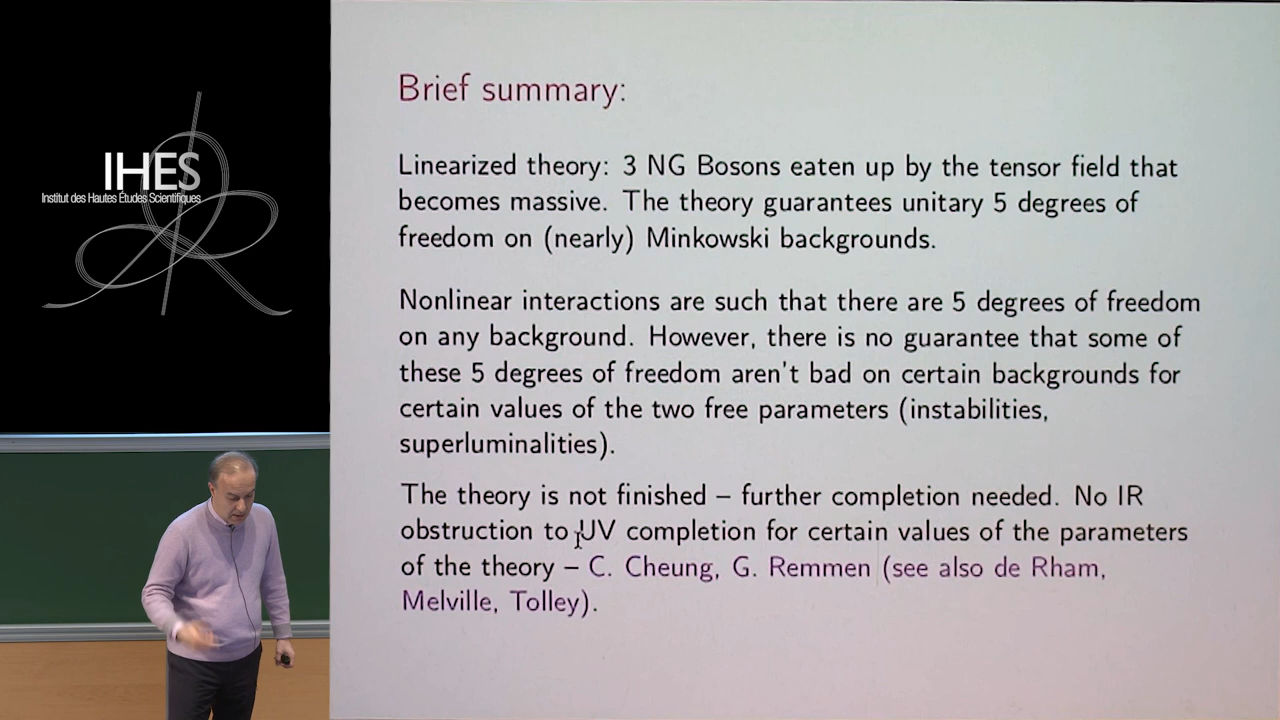 IHES
Institut des Hautes Études Scientifiques
Brief summary:
Linearized theory: 3 NG Bosons eaten up by the tensor field that
becomes massive. The theory guarantees unitary 5 degrees of
freedom on (nearly) Minkowski backgrounds.
Nonlinear interactions are such that there are 5 degrees of freedom
on any background. However, there is no guarantee that some of
these 5 degrees of freedom aren't bad on certain backgrounds for
certain values of the two free parameters (instabilities,
superluminalities).
The theory is not finished – further completion needed. No IR
obstruction to UV completion for certain values of the parameters
of the theory – C. Cheung, G. Remmen (see also de Rham,
Melville, Tolley).